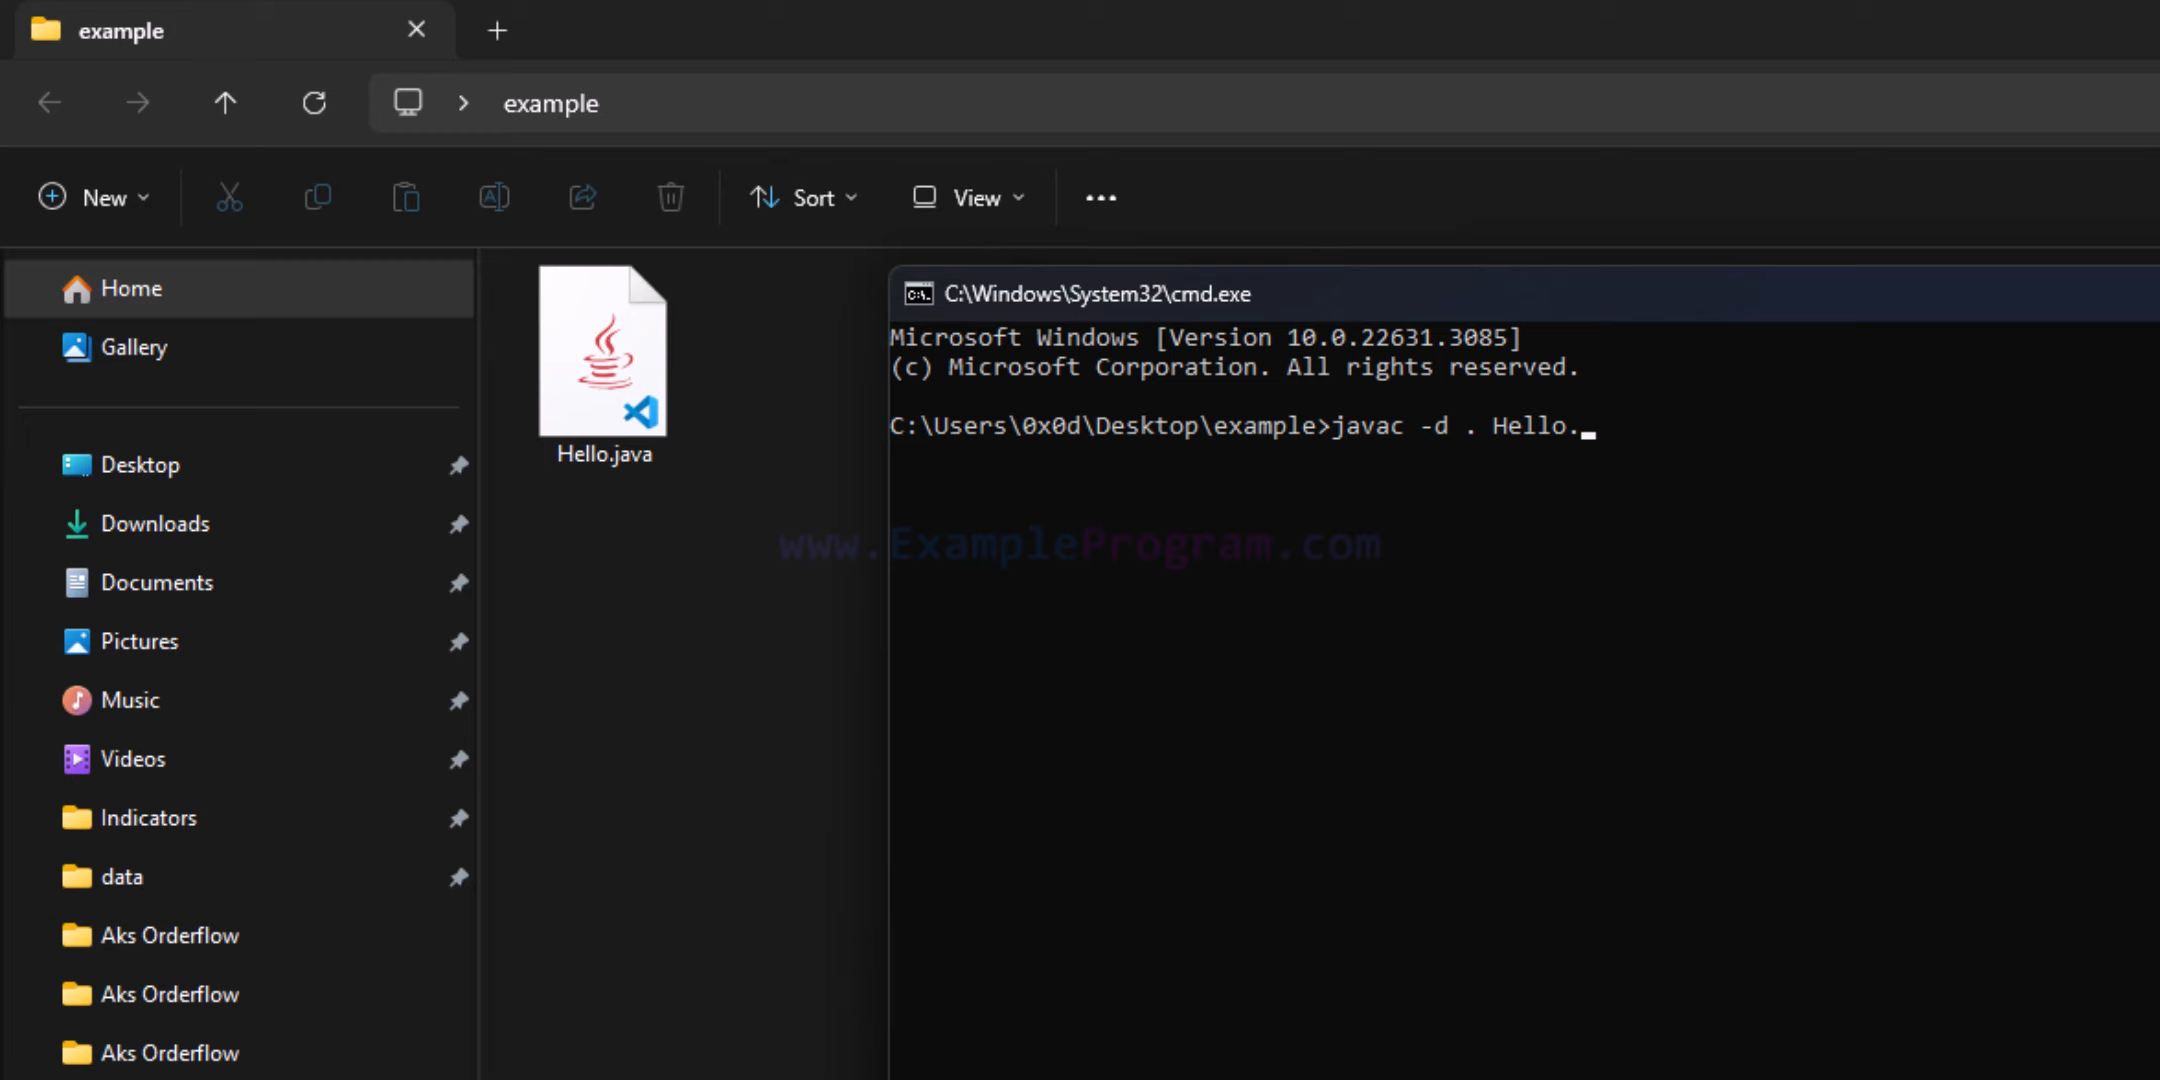 example
example
New
Sort
View
Home
Gallery
Desktop
Downloads
Documents
Pictures
Music
Videos
Indicators
data
Aks Orderflow
Aks Orderflow
Aks Orderflow
Hello.java
C:\Windows\System32\cmd.exe
Microsoft Windows [Version 10.0.22631.3085]
(c) Microsoft Corporation. All rights reserved.
C:\Users\0x0d\Desktop\example>javac -d . Hello.
www.ExampleProgram.com